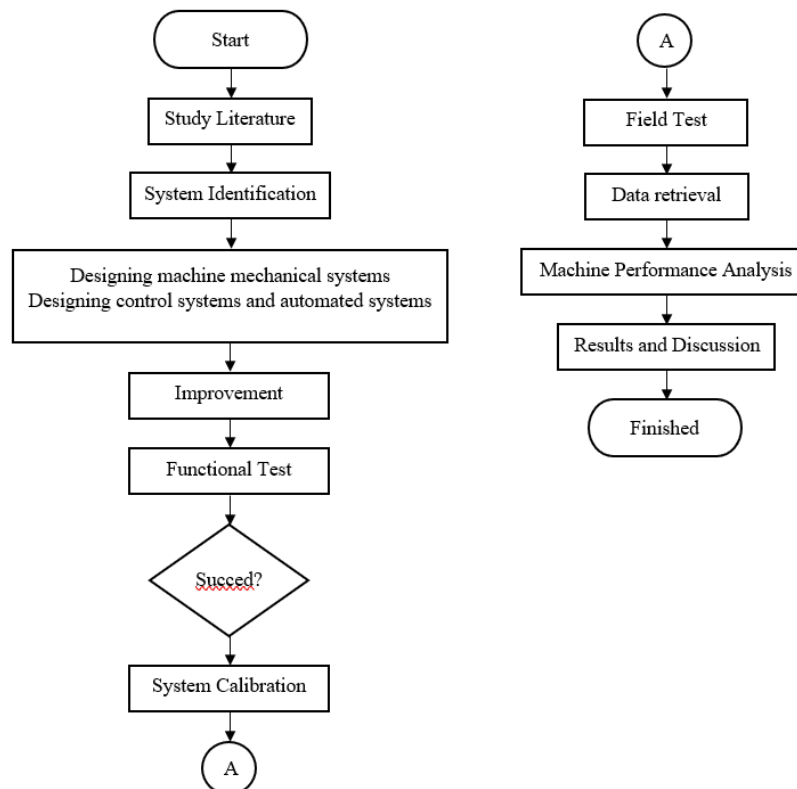 Start
Study Literature
System Identification
Designing machine mechanical systems
Designing control systems and automated systems
Improvement
Functional Test
Succed?
System Calibration
A
A
Field Test
Data retrieval
Machine Performance Analysis
Results and Discussion
Finished